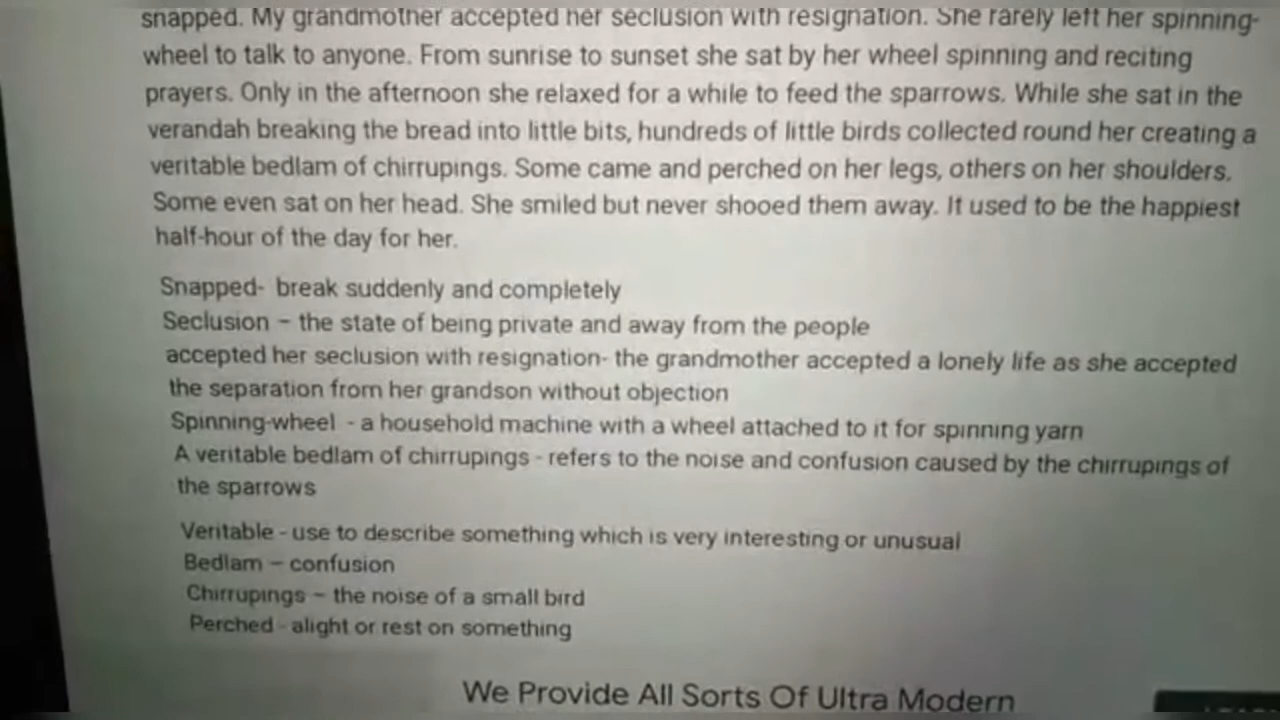 snapped. My grandmother accepted her seclusion with resignation. She rarely left her spinning-
wheel to talk to anyone. From sunrise to sunset she sat by her wheel spinning and reciting
prayers. Only in the afternoon she relaxed for a while to feed the sparrows. While she sat in the
verandah breaking the bread into little bits, hundreds of little birds collected round her creating a
veritable bedlam of chirrupings. Some came and perched on her legs, others on her shoulders.
Some even sat on her head. She smiled but never shooed them away. It used to be the happiest
half-hour of the day for her.
Snapped- break suddenly and completely
Seclusion – the state of being private and away from the people
accepted her seclusion with resignation- the grandmother accepted a lonely life as she accepted
the separation from her grandson without objection
Spinning-wheel - a household machine with a wheel attached to it for spinning yarn
A veritable bedlam of chirrupings - refers to the noise and confusion caused by the chirrupings of
the sparrows
Veritable - use to describe something which is very interesting or unusual
Bedlam – confusion
Chirrupings – the noise of a small bird
Perched - alight or rest on something
We Provide All Sorts Of Ultra Modern